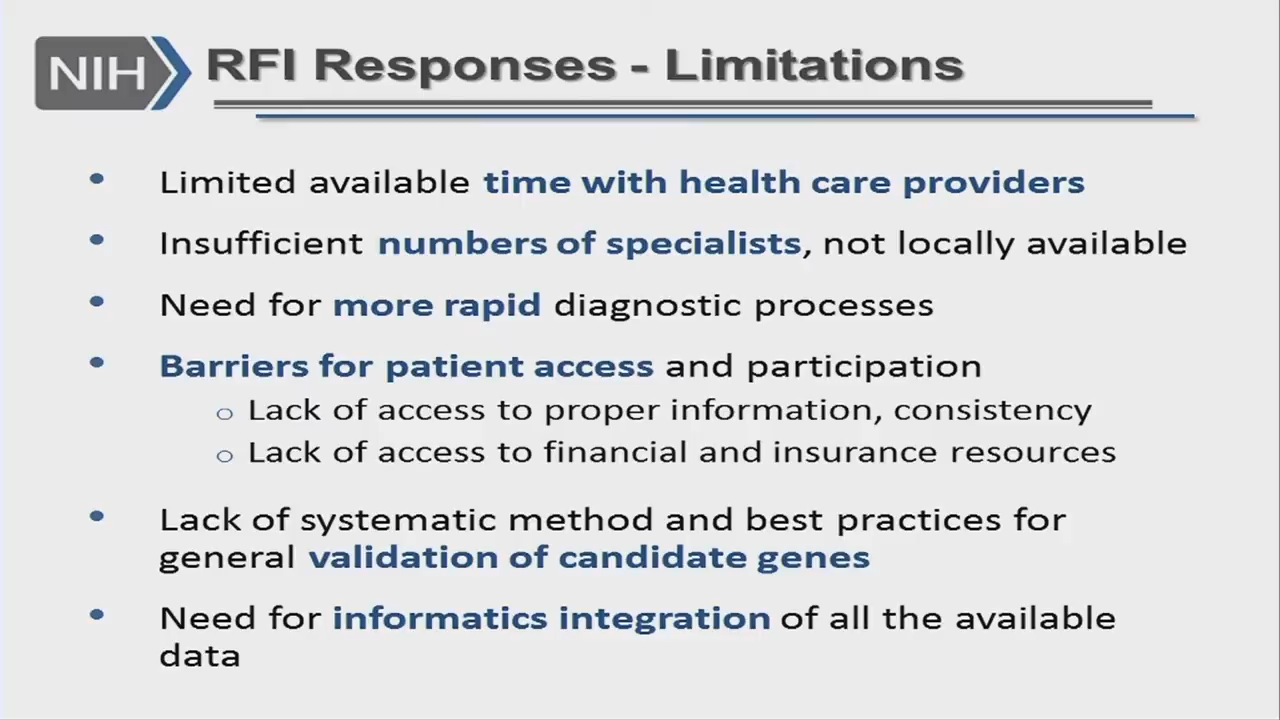 NIH
RFI Responses - Limitations
• Limited available time with health care providers
• Insufficient numbers of specialists, not locally available
• Need for more rapid diagnostic processes
• Barriers for patient access and participation
o Lack of access to proper information, consistency
o Lack of access to financial and insurance resources
• Lack of systematic method and best practices for
general validation of candidate genes
• Need for informatics integration of all the available
data